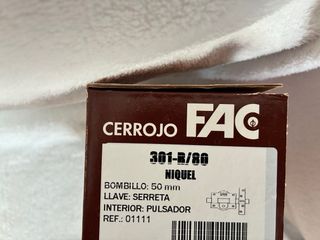 CERROJO FAC
301-R/80
NIQUEL
BOMBILLO: 50 mm
LLAVE: SERRETA
INTERIOR: PULSADOR
REF.: 01111